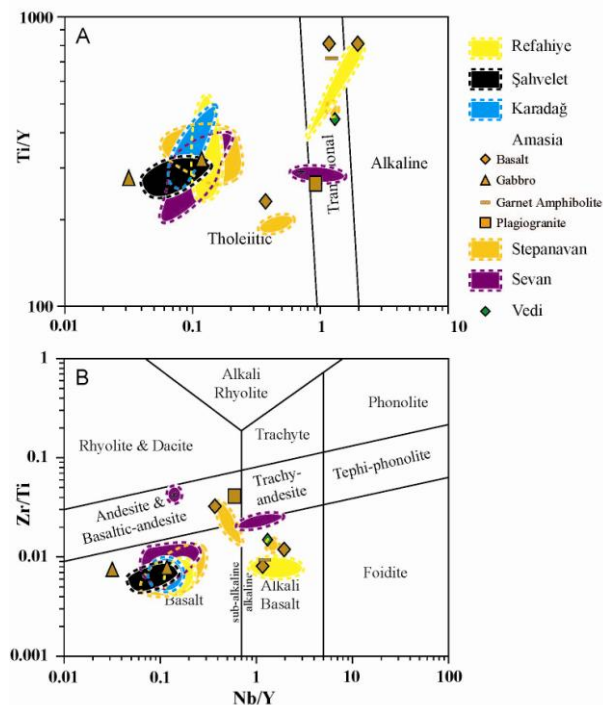 A
1000
Ti/Y
100
Tholeiitic
Transitional
Alkaline
0.01
0.1
1
10
Refahiye
Şahvelet
Karadağ
Amasia
Basalt
Gabbro
Garnet Amphibolite
Plagiogranite
Stepanavan
Sevan
Vedi
B
1
0.1
0.01
0.001
Zr/Ti
Alkali
Rhyolite
Phonolite
Rhyolite & Dacite
Trachyte
Tephi-phonolite
Trachy-
andesite
Andesite &
Basaltic-andesite
Basalt
sub-alkaline
alkaline
Alkali
Basalt
Foidite
0.01
0.1
1
10
100
Nb/Y